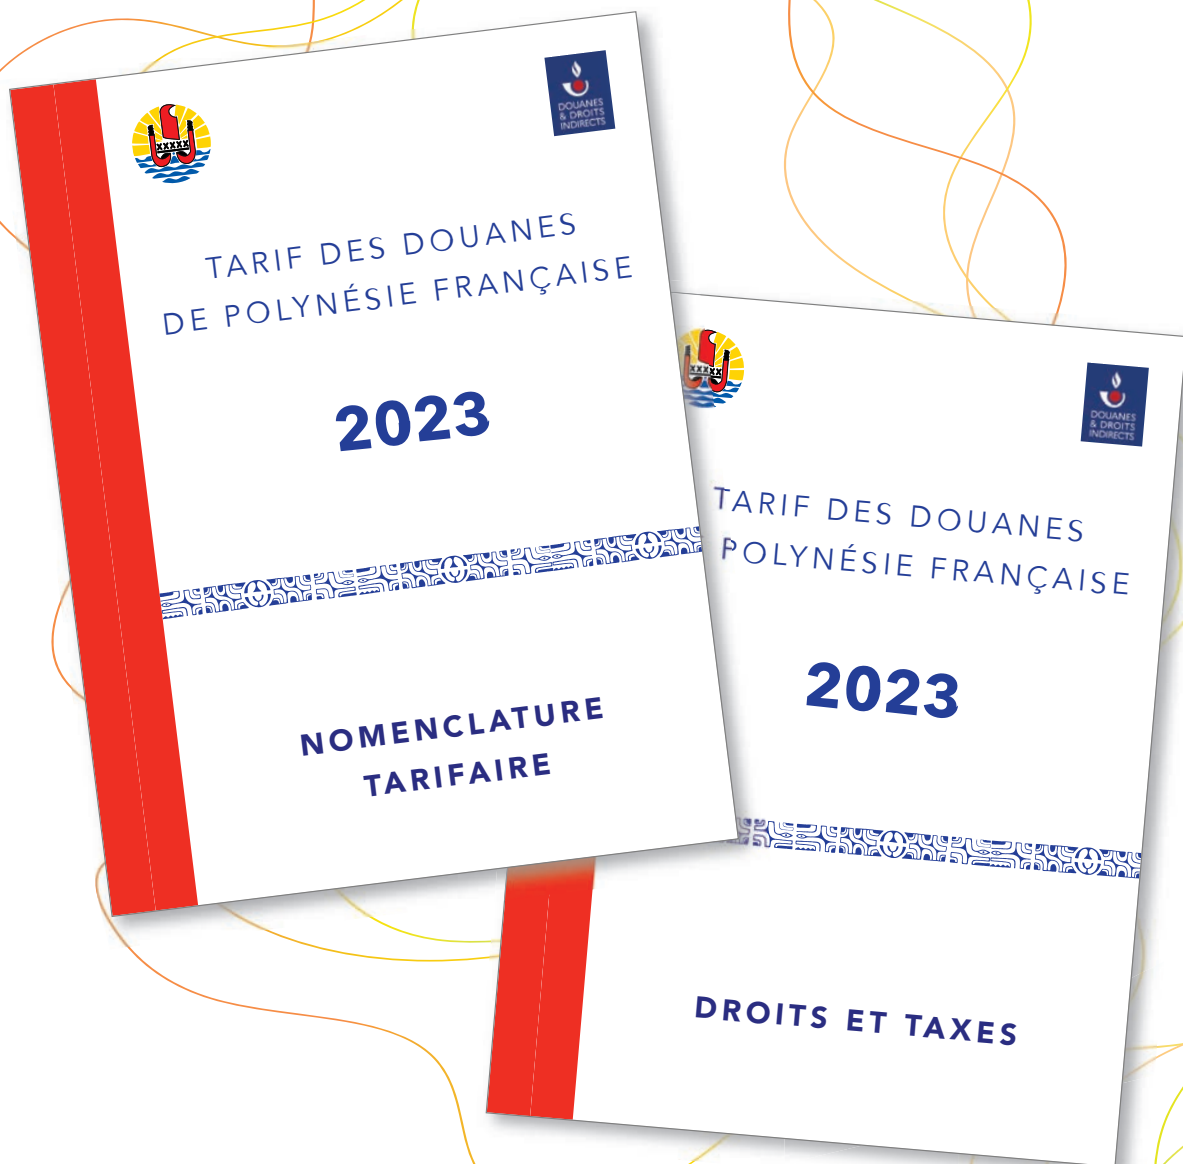 DOUANES
& DROITS
INDIRECTS
TARIF DES DOUANES
DE POLYNÉSIE FRANÇAISE
2023
NOMENCLATURE
TARIFAIRE
DOUANES
& DROITS
INDIRECTS
TARIF DES DOUANES
POLYNÉSIE FRANÇAISE
2023
DROITS ET TAXES